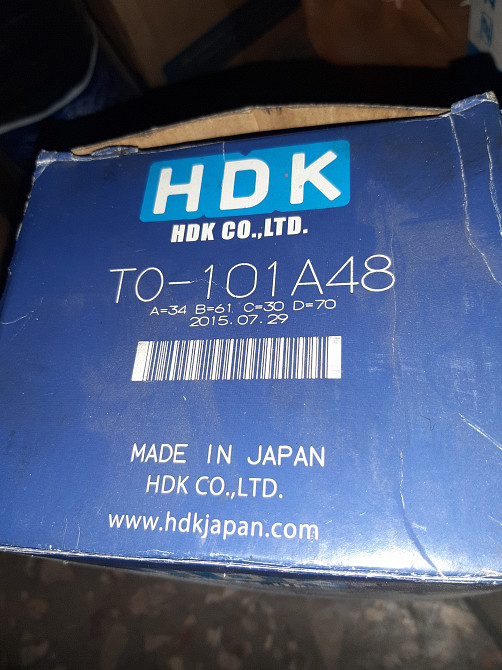 HDK
HDK CO.,LTD.
TO-101A48
A=34 B=61 C=30 D=70
2015.07.29
MADE IN JAPAN
HDK CO.,LTD.
www.hdkjapan.com